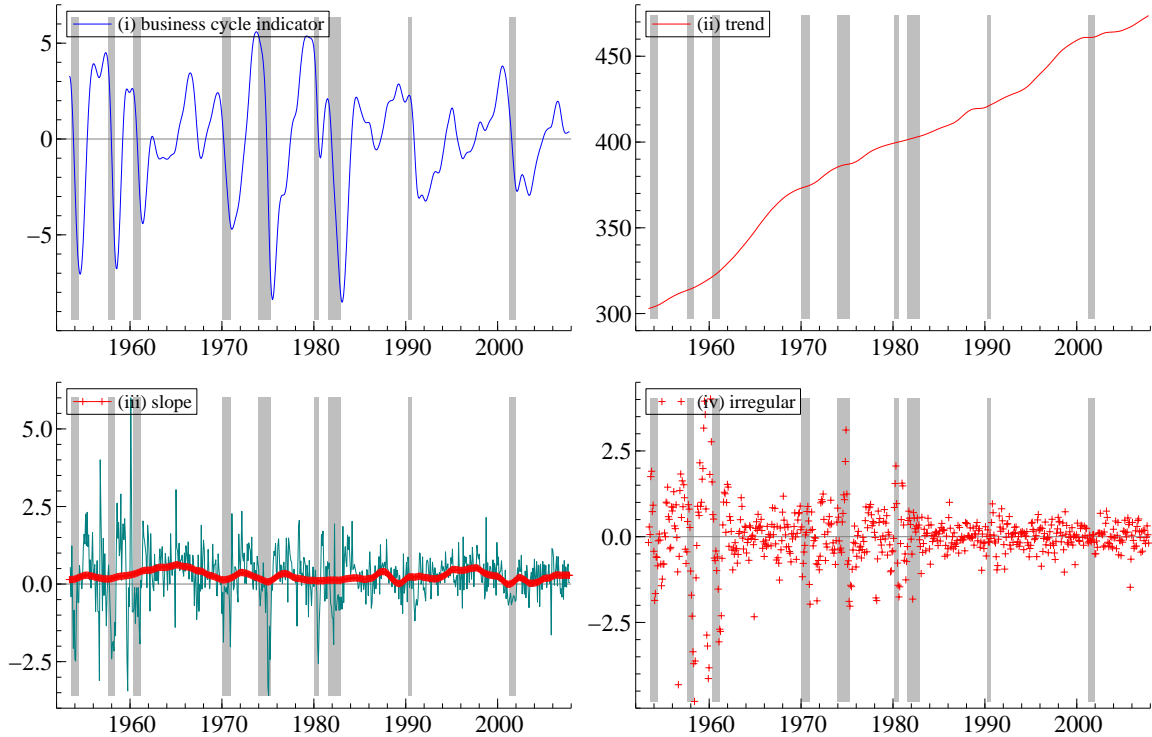 (i) business cycle indicator
5
0
−5
1960 1970 1980 1990 2000
(ii) trend
450
400
350
300
1960 1970 1980 1990 2000
(iii) slope
5.0
2.5
0.0
−2.5
1960 1970 1980 1990 2000
(iv) irregular
2.5
0.0
−2.5
1960 1970 1980 1990 2000